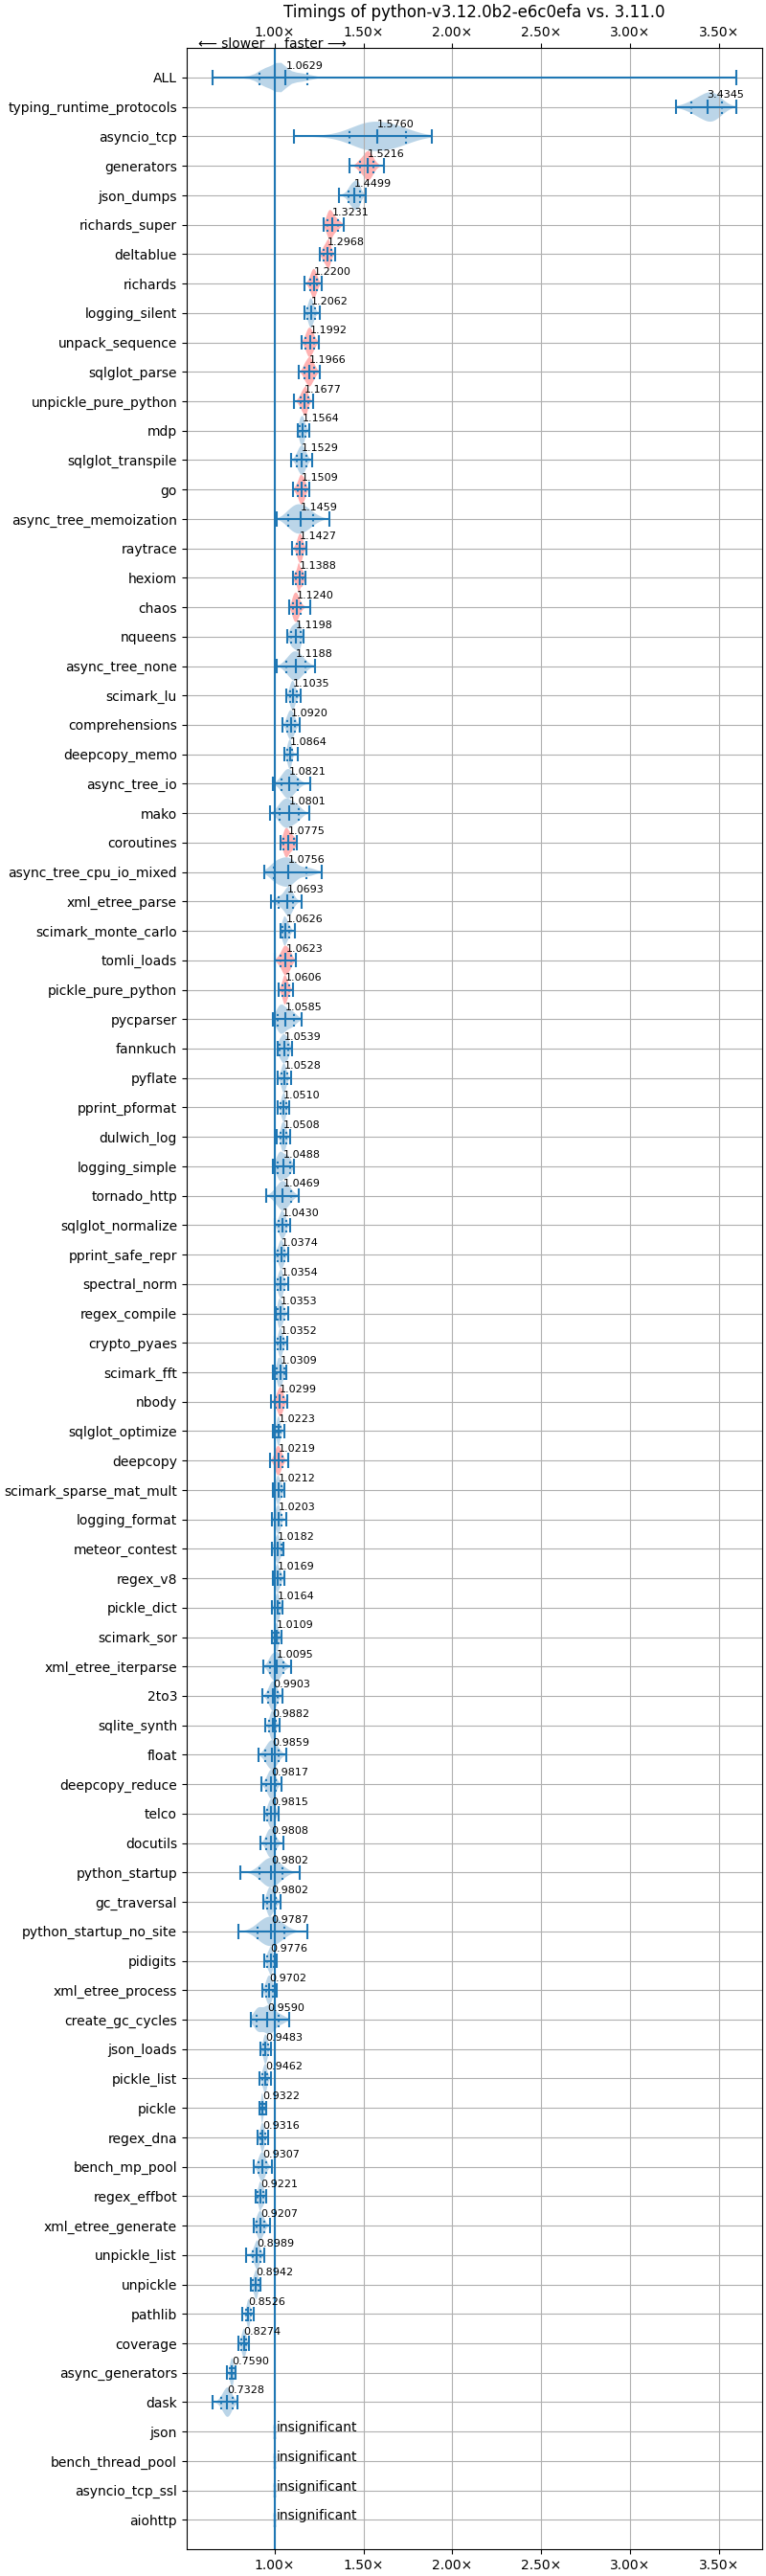 Timings of python-v3.12.0b2-e6c0efa vs. 3.11.0
1.00× 1.50× 2.00× 2.50× 3.00× 3.50×
⟵ slower faster ⟶
ALL 1.0629
typing_runtime_protocols 3.4345
asyncio_tcp 1.5760
generators 1.5216
json_dumps 1.4499
richards_super 1.3231
deltablue 1.2968
richards 1.2200
logging_silent 1.2062
unpack_sequence 1.1992
sqlglot_parse 1.1966
unpickle_pure_python 1.1677
mdp 1.1564
sqlglot_transpile 1.1529
go 1.1509
async_tree_memoization 1.1459
raytrace 1.1427
hexiom 1.1388
chaos 1.1240
nqueens 1.1198
async_tree_none 1.1188
scimark_lu 1.1035
comprehensions 1.0920
deepcopy_memo 1.0864
async_tree_io 1.0821
mako 1.0801
coroutines 1.0775
async_tree_cpu_io_mixed 1.0756
xml_etree_parse 1.0693
scimark_monte_carlo 1.0626
tomli_loads 1.0623
pickle_pure_python 1.0606
pycparser 1.0585
fannkuch 1.0539
pyflate 1.0528
pprint_pformat 1.0510
dulwich_log 1.0508
logging_simple 1.0488
tornado_http 1.0469
sqlglot_normalize 1.0430
pprint_safe_repr 1.0374
spectral_norm 1.0354
regex_compile 1.0353
crypto_pyaes 1.0352
scimark_fft 1.0309
nbody 1.0299
sqlglot_optimize 1.0223
deepcopy 1.0219
scimark_sparse_mat_mult 1.0212
logging_format 1.0203
meteor_contest 1.0182
regex_v8 1.0169
pickle_dict 1.0164
scimark_sor 1.0109
xml_etree_iterparse 1.0095
2to3 0.9903
sqlite_synth 0.9882
float 0.9859
deepcopy_reduce 0.9817
telco 0.9815
docutils 0.9808
python_startup 0.9802
gc_traversal 0.9802
python_startup_no_site 0.9787
pidigits 0.9776
xml_etree_process 0.9702
create_gc_cycles 0.9590
json_loads 0.9483
pickle_list 0.9462
pickle 0.9322
regex_dna 0.9316
bench_mp_pool 0.9307
regex_effbot 0.9221
xml_etree_generate 0.9207
unpickle_list 0.8989
unpickle 0.8942
pathlib 0.8526
coverage 0.8274
async_generators 0.7590
dask 0.7328
json insignificant
bench_thread_pool insignificant
asyncio_tcp_ssl insignificant
aiohttp insignificant
1.00× 1.50× 2.00× 2.50× 3.00× 3.50×